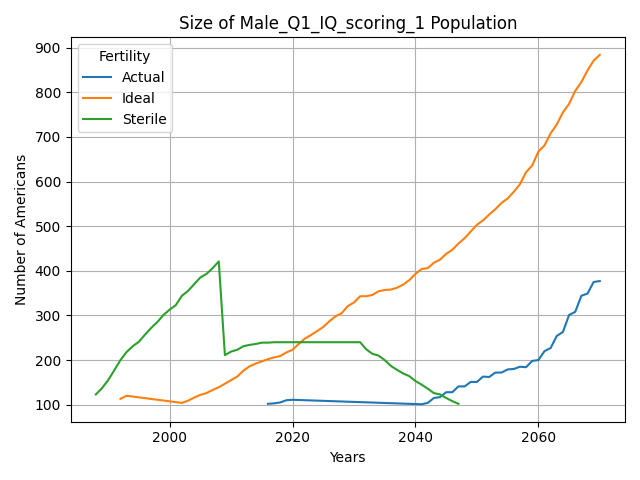 Size of Male_Q1_IQ_scoring_1 Population
Fertility
Actual
Ideal
Sterile
Number of Americans
900
800
700
600
500
400
300
200
100
2000
2020
2040
2060
Years